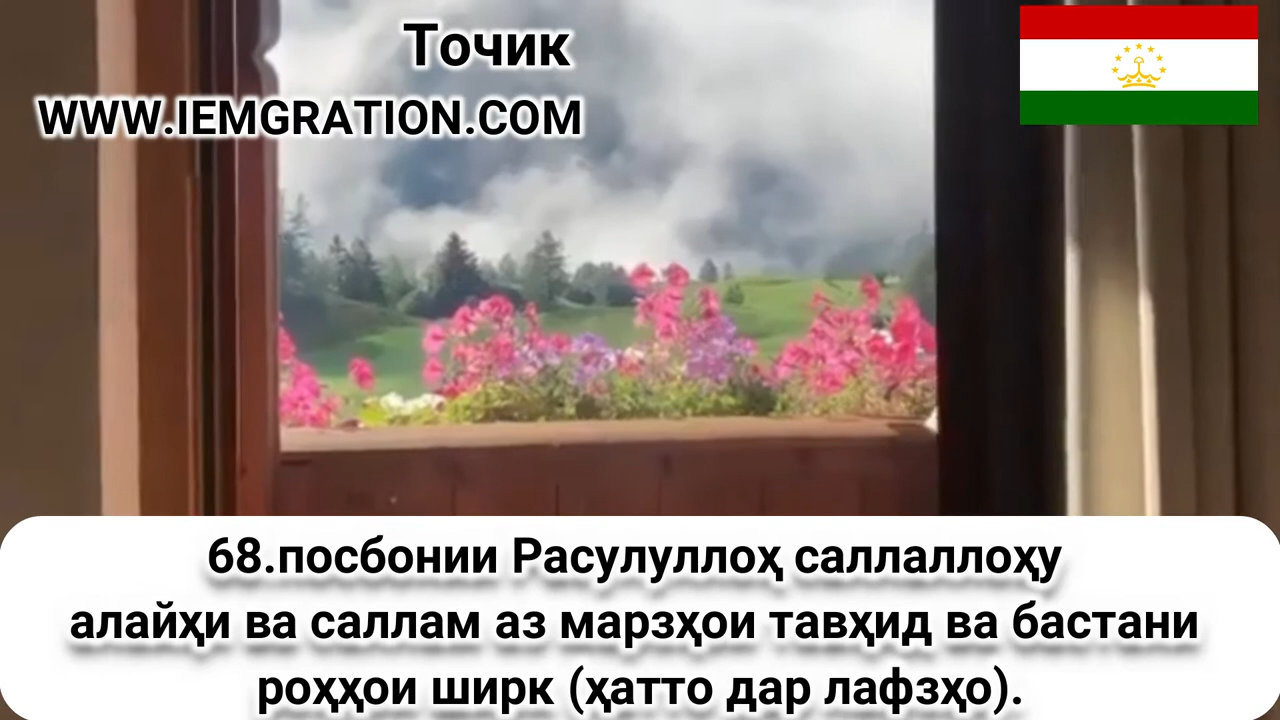 Точик
WWW.IEMGRATION.COM
68.посбонии Расулуллоҳ саллаллоҳу
алайҳи ва саллам аз марзҳои тавҳид ва бастани
роҳҳои ширк (ҳатто дар лафзҳо).